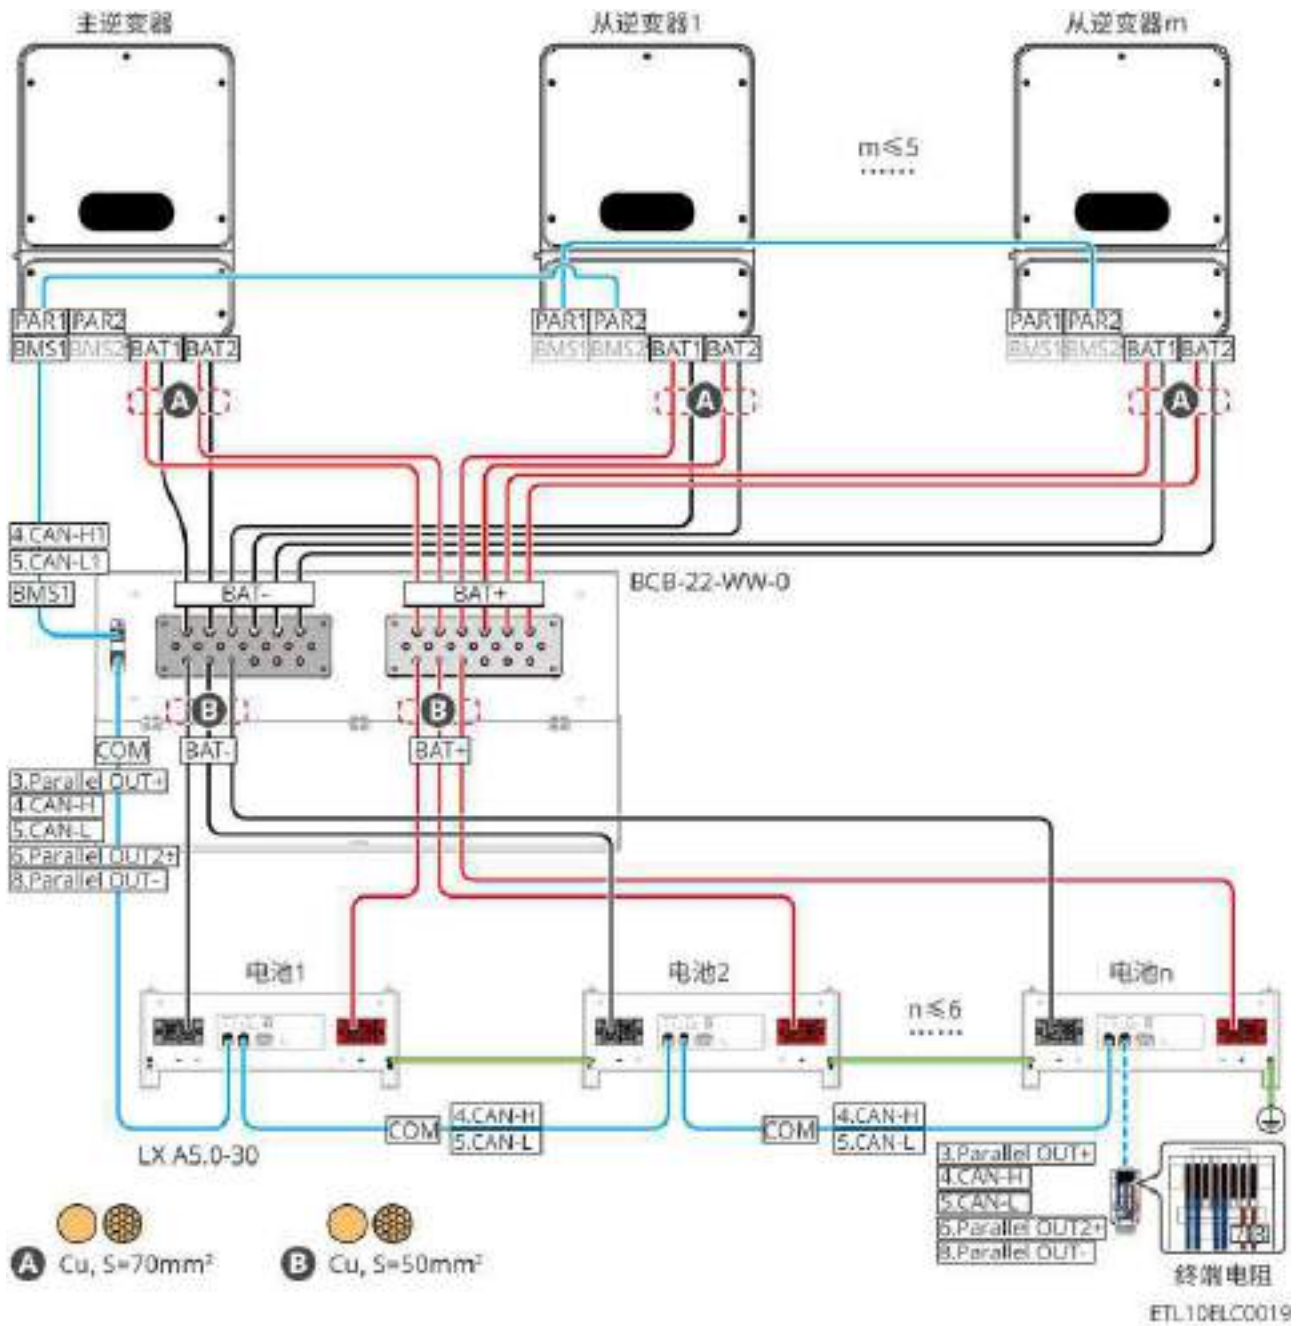 主逆变器
从逆变器1
从逆变器m
m≤5
PAR1 PAR2
BMS1 BMS2 BAT1 BAT2
PAR1 PAR2
BMS1 BMS2 BAT1 BAT2
PAR1 PAR2
BMS1 BMS2 BAT1 BAT2
A
A
A
4.CAN-H1
5.CAN-L1
BMS1
BAT-
BAT+
BCB-22-WW-0
B
B
COM
BAT-
BAT+
3.Parallel OUT+
4.CAN-H
5.CAN-L
6.Parallel OUT2+
8.Parallel OUT-
电池1
电池2
电池n
n≤6
COM
4.CAN-H
5.CAN-L
COM
4.CAN-H
5.CAN-L
LX A5.0-30
3.Parallel OUT+
4.CAN-H
5.CAN-L
6.Parallel OUT2+
8.Parallel OUT-
7 8
终端电阻
A Cu, S=70mm²
B Cu, S=50mm²
ETL10ELC0019